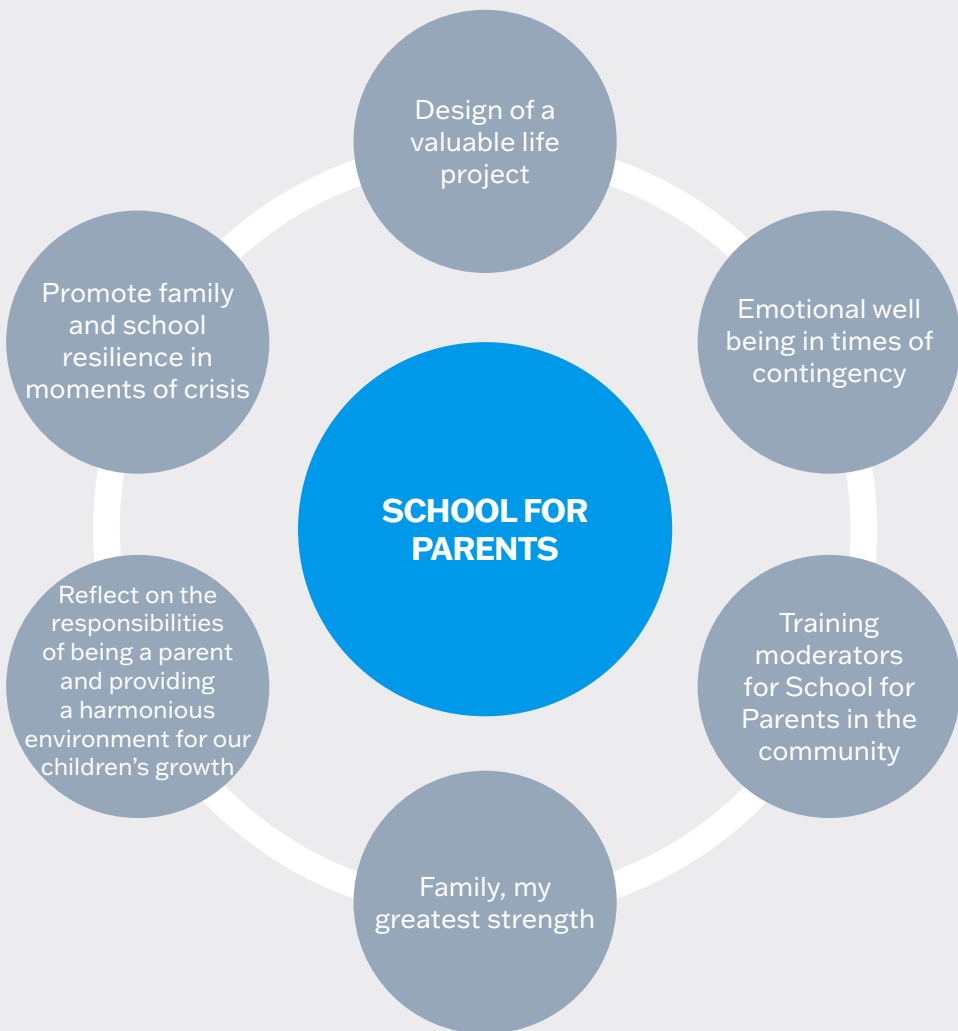 Design of a
valuable life
project
Emotional well
being in times of
contingency
Training
moderators
for School for
Parents in the
community
Family, my
greatest strength
Reflect on the
responsibilities
of being a parent
and providing
a harmonious
environment for our
children’s growth
Promote family
and school
resilience in
moments of crisis
SCHOOL FOR
PARENTS